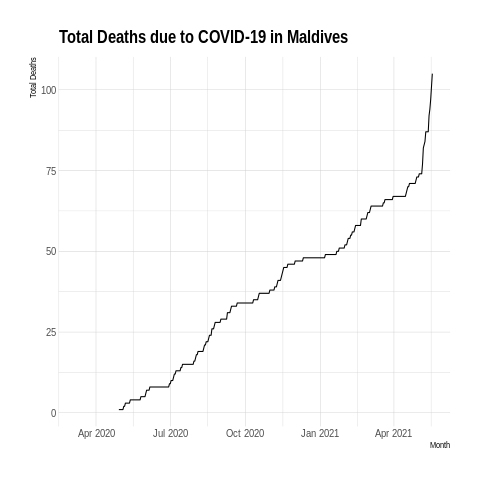 Total Deaths due to COVID-19 in Maldives
Total Deaths
100
75
50
25
0
Apr 2020 Jul 2020 Oct 2020 Jan 2021 Apr 2021
Month